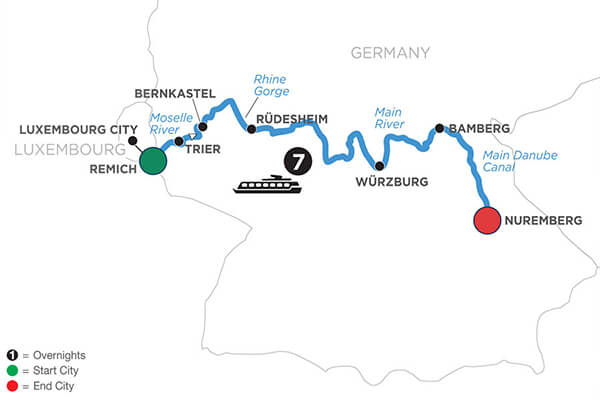 GERMANY
Rhine
Gorge
BERNKASTEL
Moselle
River
RÜDESHEIM
Main
River
BAMBERG
LUXEMBOURG CITY
LUXEMBOURG
TRIER
REMICH
7
WÜRZBURG
Main Danube
Canal
NUREMBERG
1 = Overnights
= Start City
= End City